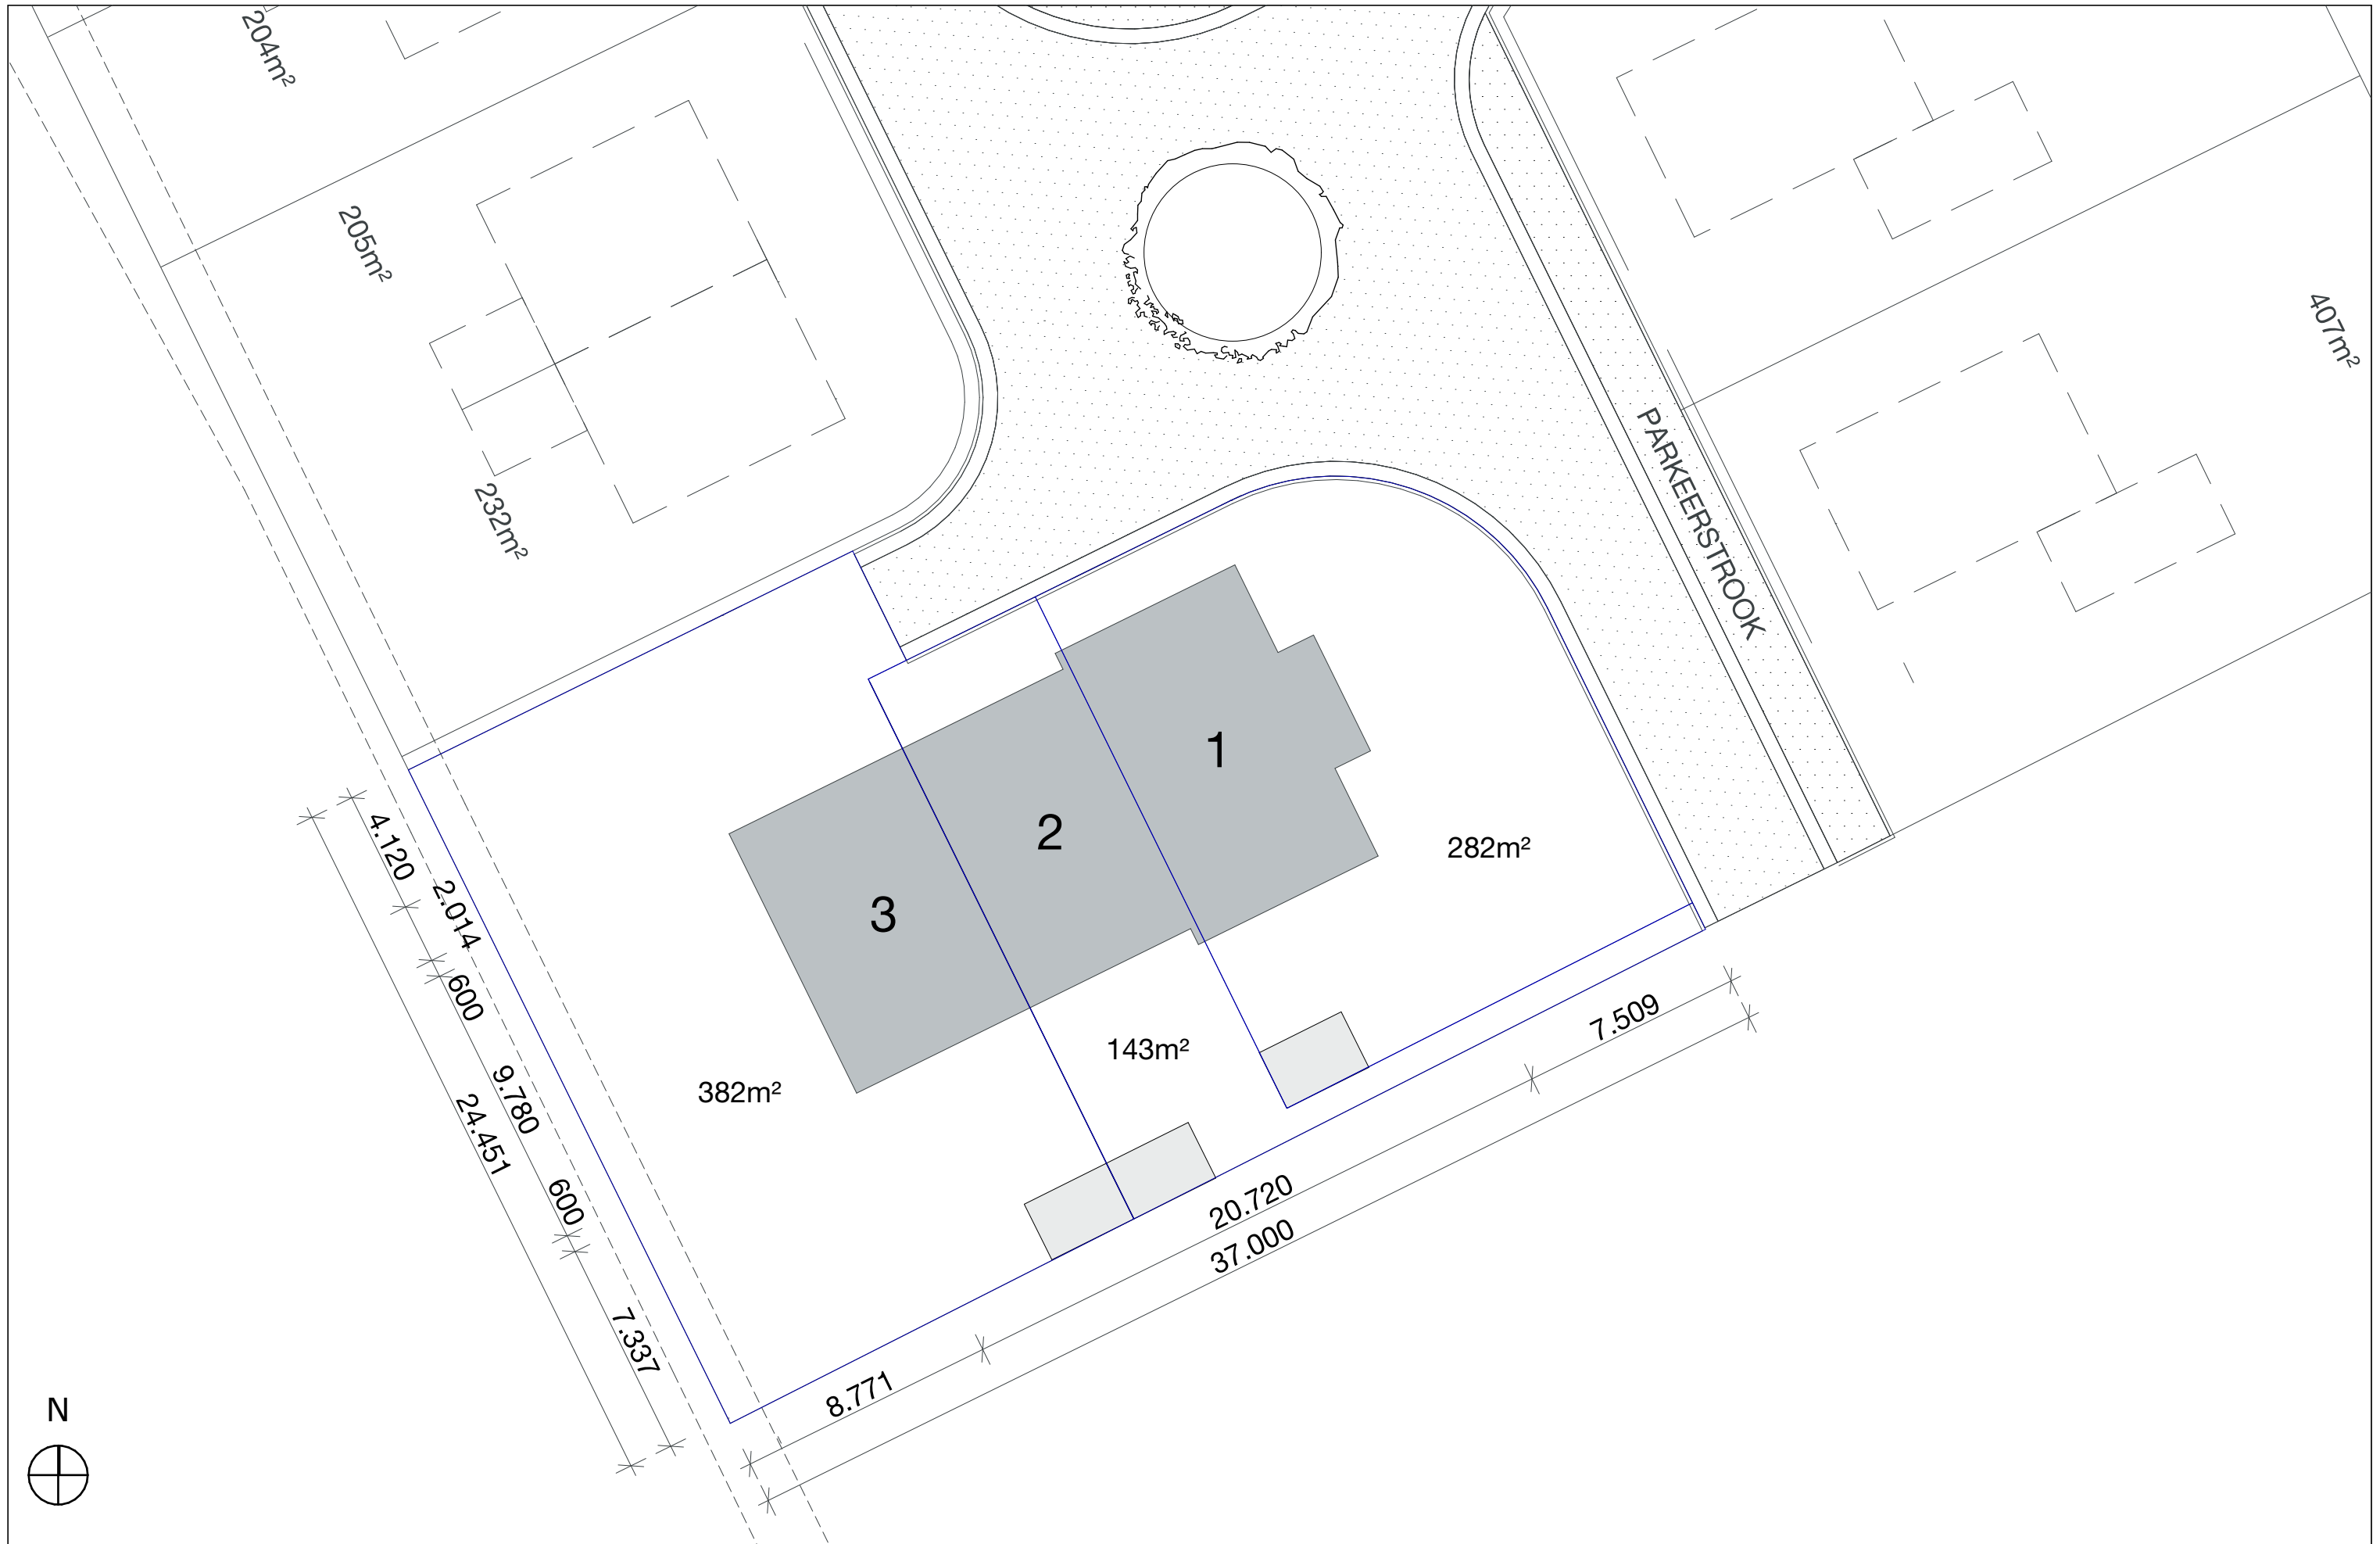 204m²
205m²
232m²
407m²
PARKEERSTROOK
1
2
3
282m²
143m²
382m²
4.120
2.014
600
9.780
24.451
600
7.337
7.509
20.720
37.000
8.771
N